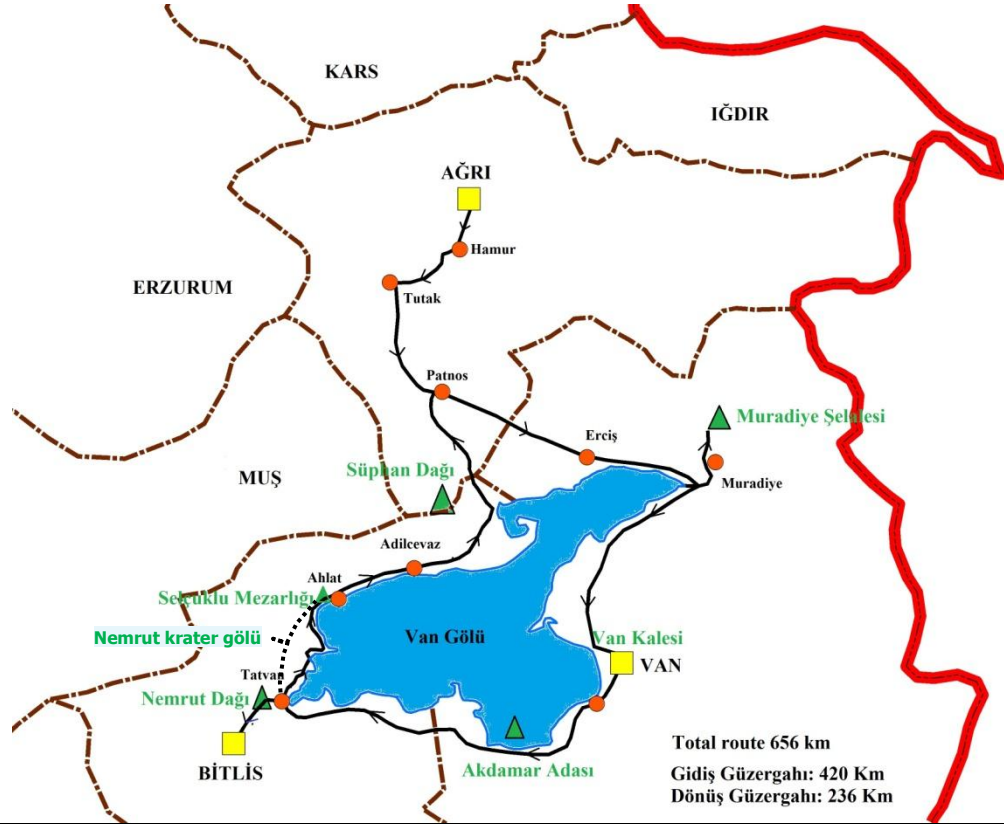 KARS
IĞDIR
AĞRI
Hamur
ERZURUM
Tutak
Patnos
Muradiye Şelalesi
Erciş
Süphan Dağı
MUŞ
Muradiye
Adilcevaz
Ahlat
Selçuklu Mezarlığı
Nemrut krater gölü
Van Gölü
Van Kalesi
VAN
Tatvan
Nemrut Dağı
Akdamar Adası
BİTLİS
Total route 656 km
Gidiş Güzergahı: 420 Km
Dönüş Güzergahı: 236 Km